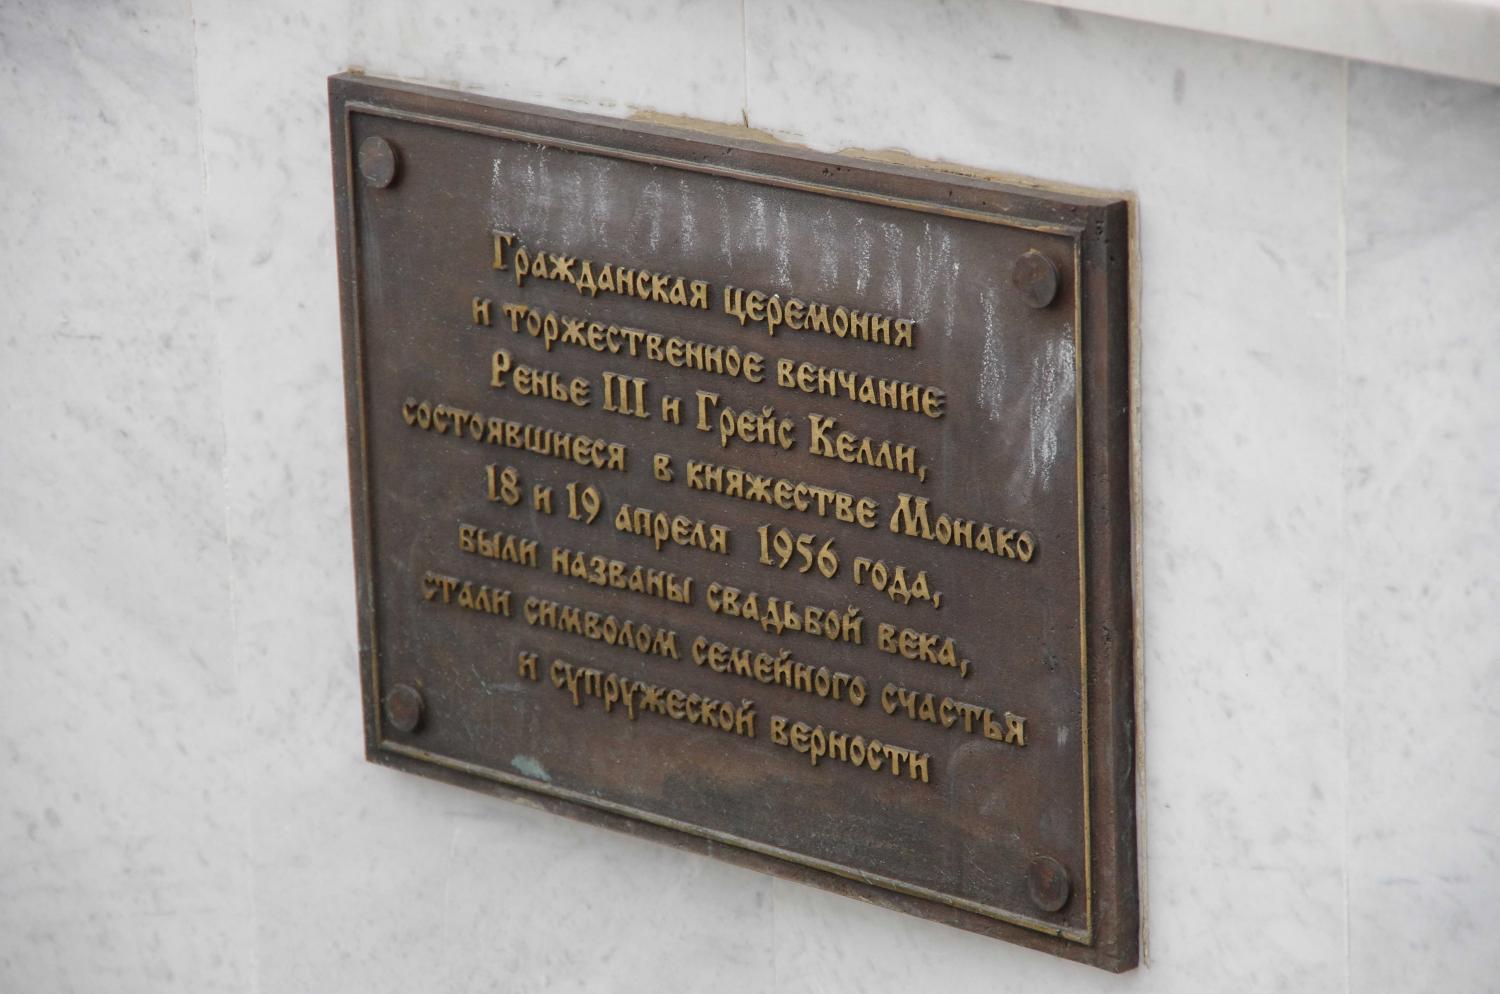 Гражданская церемония
и торжественное венчание
Ренье III и Грейс Келли,
состоявшиеся в княжестве Монако
18 и 19 апреля 1956 года,
были названы свадьбой века,
стали символом семейного счастья
и супружеской верности